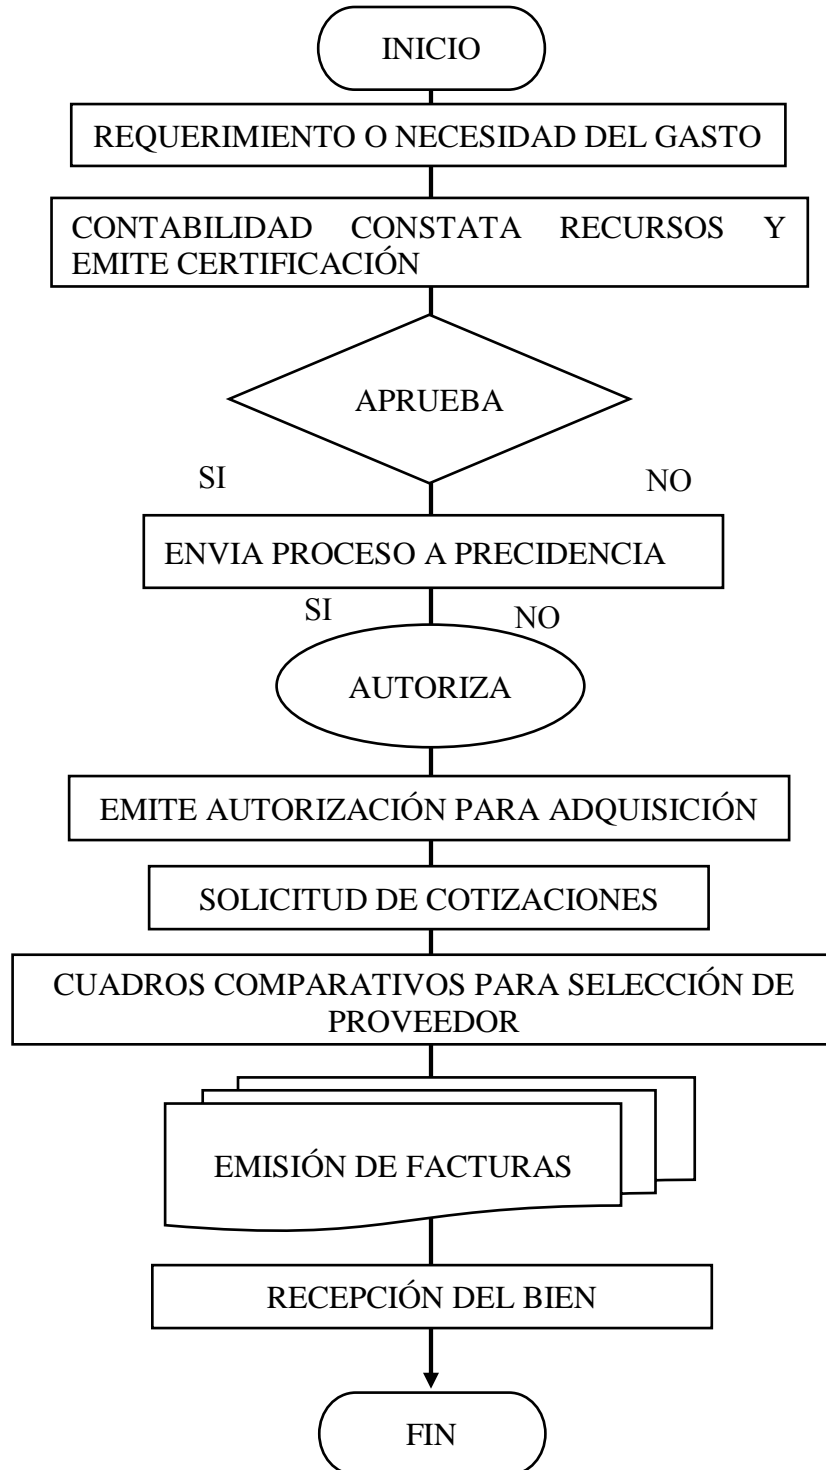 INICIO
REQUERIMIENTO O NECESIDAD DEL GASTO
CONTABILIDAD CONSTATA RECURSOS Y
EMITE CERTIFICACIÓN
APRUEBA
SI
NO
ENVIA PROCESO A PRECIDENCIA
SI
NO
AUTORIZA
EMITE AUTORIZACIÓN PARA ADQUISICIÓN
SOLICITUD DE COTIZACIONES
CUADROS COMPARATIVOS PARA SELECCIÓN DE
PROVEEDOR
EMISIÓN DE FACTURAS
RECEPCIÓN DEL BIEN
FIN